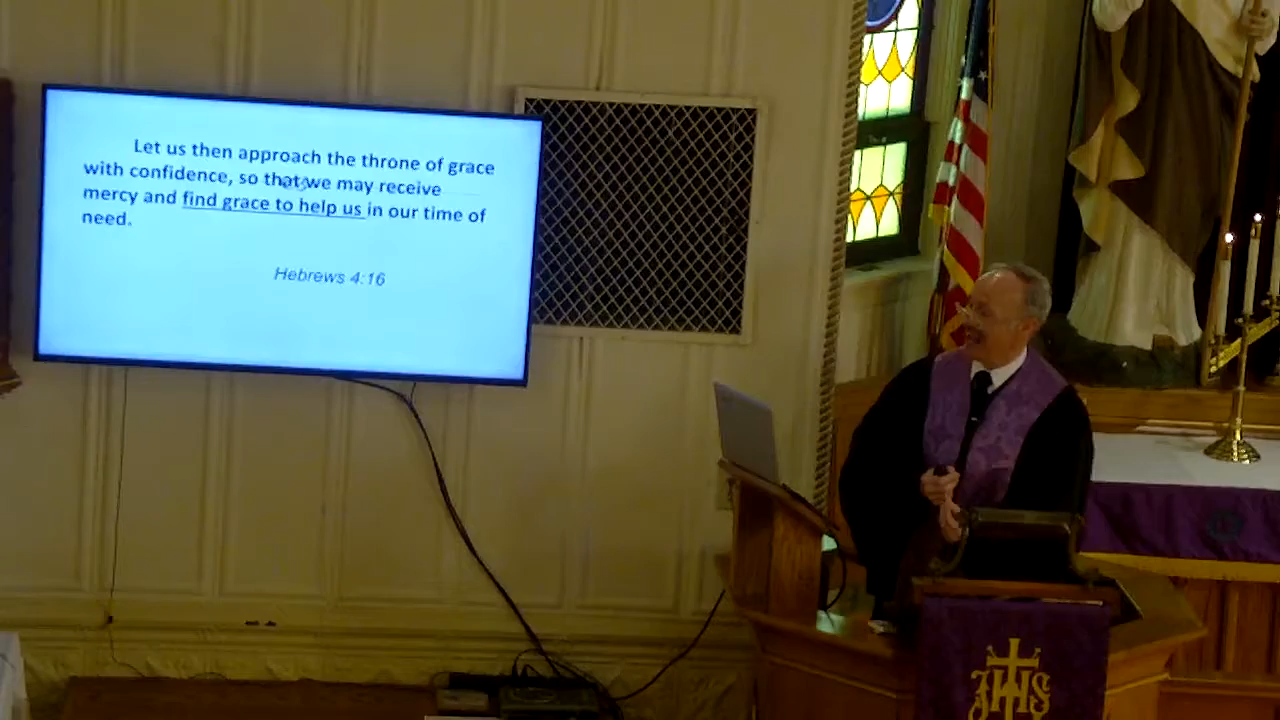 Let us then approach the throne of grace
with confidence, so that we may receive
mercy and find grace to help us in our time of
need.
Hebrews 4:16
IHS